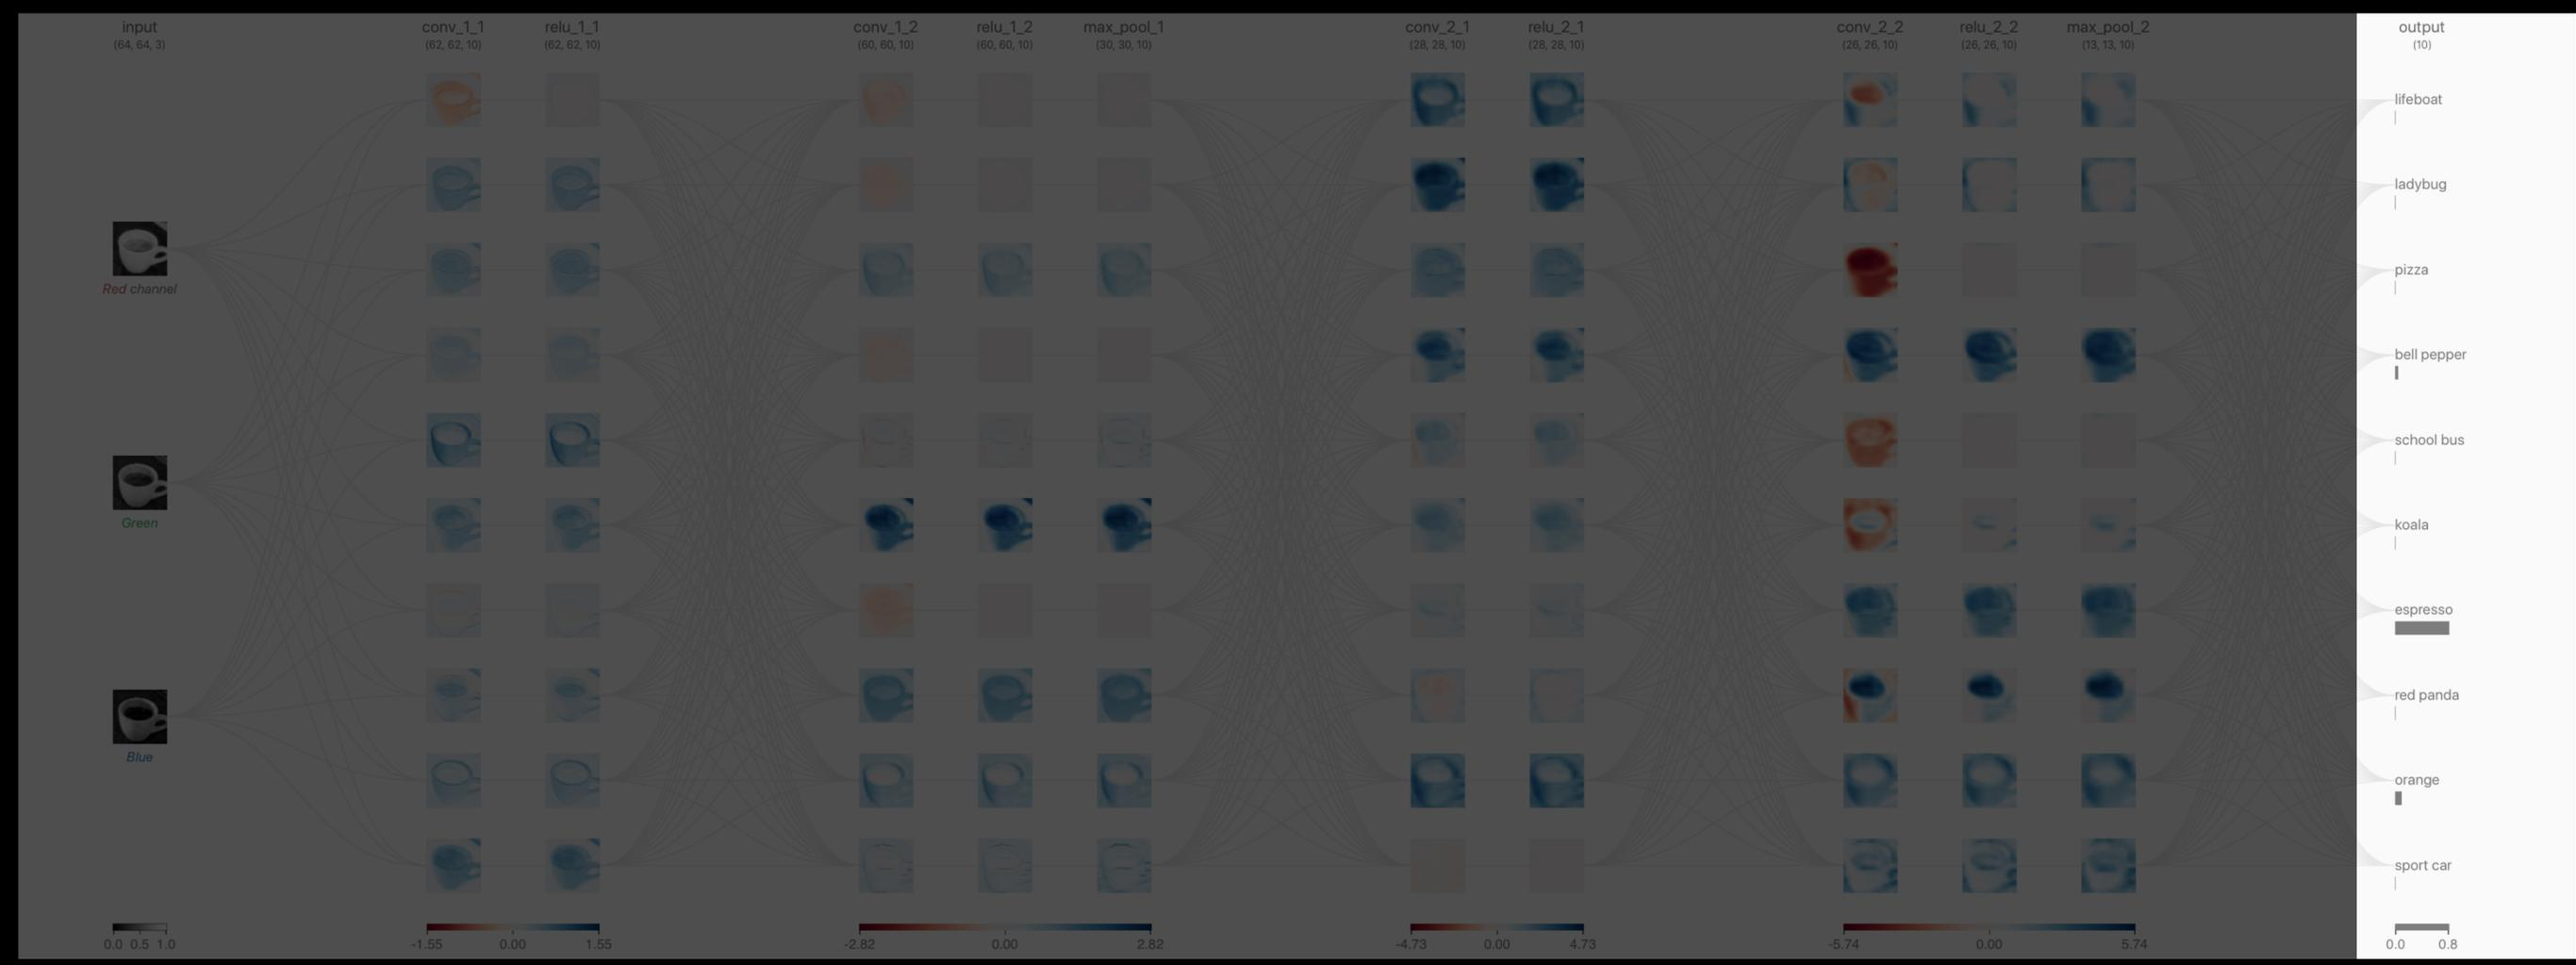 input
(64, 64, 3)
conv_1_1
(62, 62, 10)
relu_1_1
(62, 62, 10)
conv_1_2
(60, 60, 10)
relu_1_2
(60, 60, 10)
max_pool_1
(30, 30, 10)
conv_2_1
(28, 28, 10)
relu_2_1
(28, 28, 10)
conv_2_2
(26, 26, 10)
relu_2_2
(26, 26, 10)
max_pool_2
(13, 13, 10)
output
(10)
Red channel
Green
Blue
lifeboat
ladybug
pizza
bell pepper
school bus
koala
espresso
red panda
orange
sport car
0.0 0.5 1.0
-1.55 0.00 1.55
-2.82 0.00 2.82
-4.73 0.00 4.73
-5.74 0.00 5.74
0.0 0.8